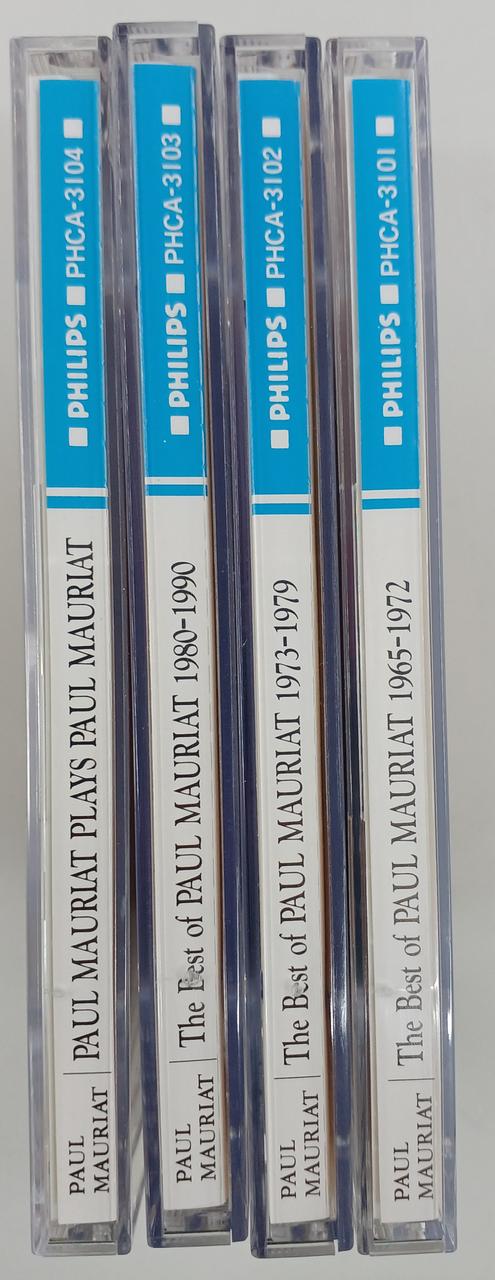 PAUL
MAURIAT
PAUL MAURIAT PLAYS PAUL MAURIAT
PHILIPS PHCA-3104
PAUL
MAURIAT
The Best of PAUL MAURIAT 1980-1990
PHILIPS PHCA-3103
PAUL
MAURIAT
The Best of PAUL MAURIAT 1973-1979
PHILIPS PHCA-3102
PAUL
MAURIAT
The Best of PAUL MAURIAT 1965-1972
PHILIPS PHCA-3101